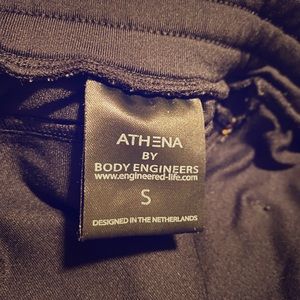 ATHENA
BY
BODY ENGINEERS
www.engineered-life.com
S
DESIGNED IN THE NETHERLANDS